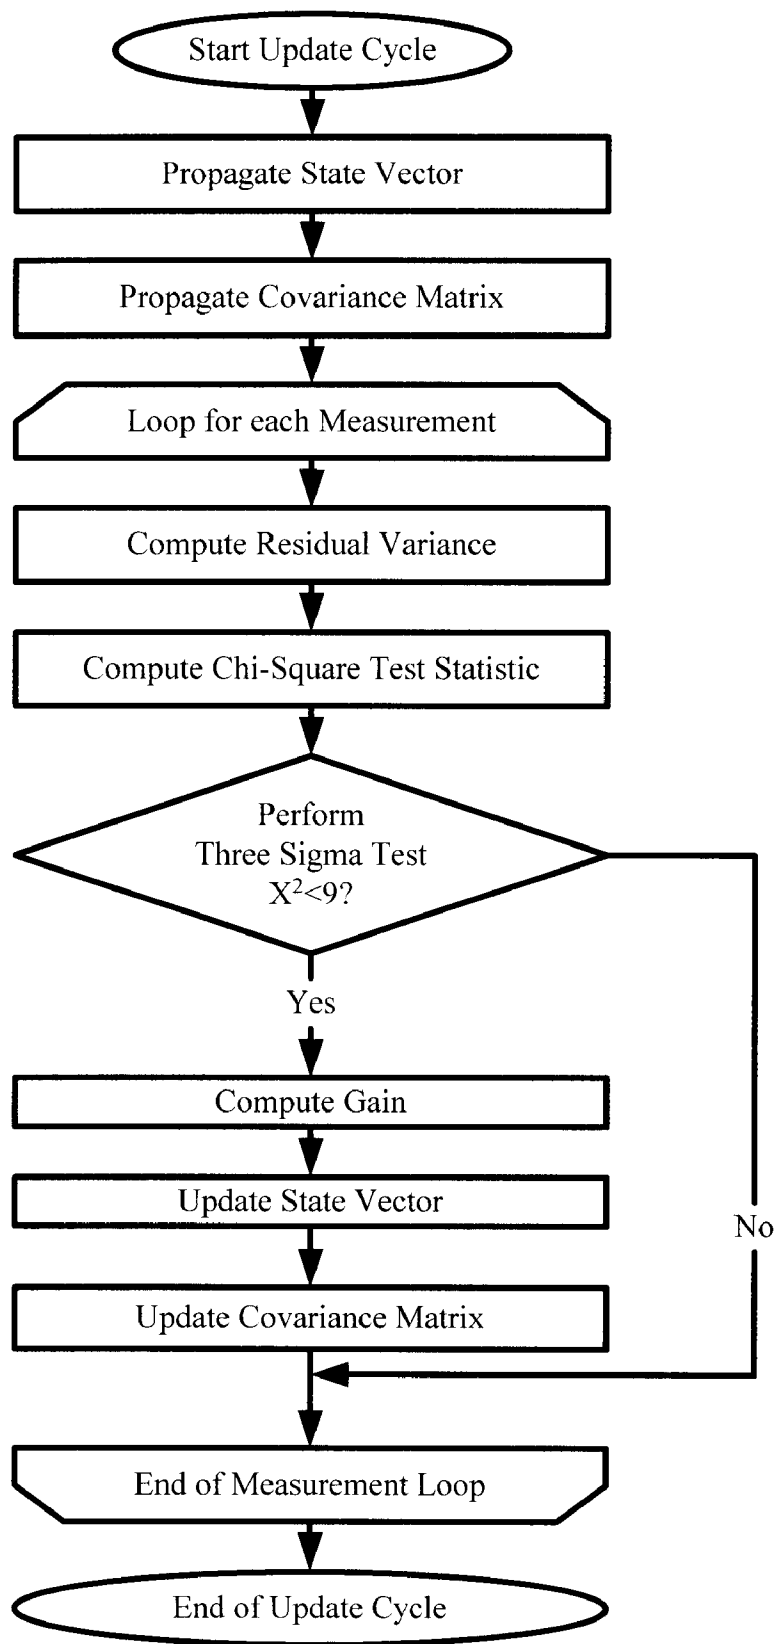 Start Update Cycle
Propagate State Vector
Propagate Covariance Matrix
Loop for each Measurement
Compute Residual Variance
Compute Chi-Square Test Statistic
Perform
Three Sigma Test
X²<9?
Yes
Compute Gain
Update State Vector
No
Update Covariance Matrix
End of Measurement Loop
End of Update Cycle